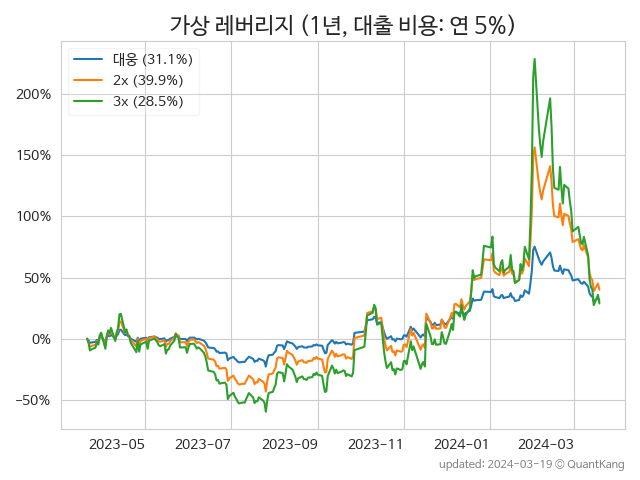 가상 레버리지 (1년, 대출 비용: 연 5%)
대웅 (31.1%)
2x (39.9%)
3x (28.5%)
200%
150%
100%
50%
0%
−50%
2023-05 2023-07 2023-09 2023-11 2024-01 2024-03
updated: 2024-03-19 © QuantKang